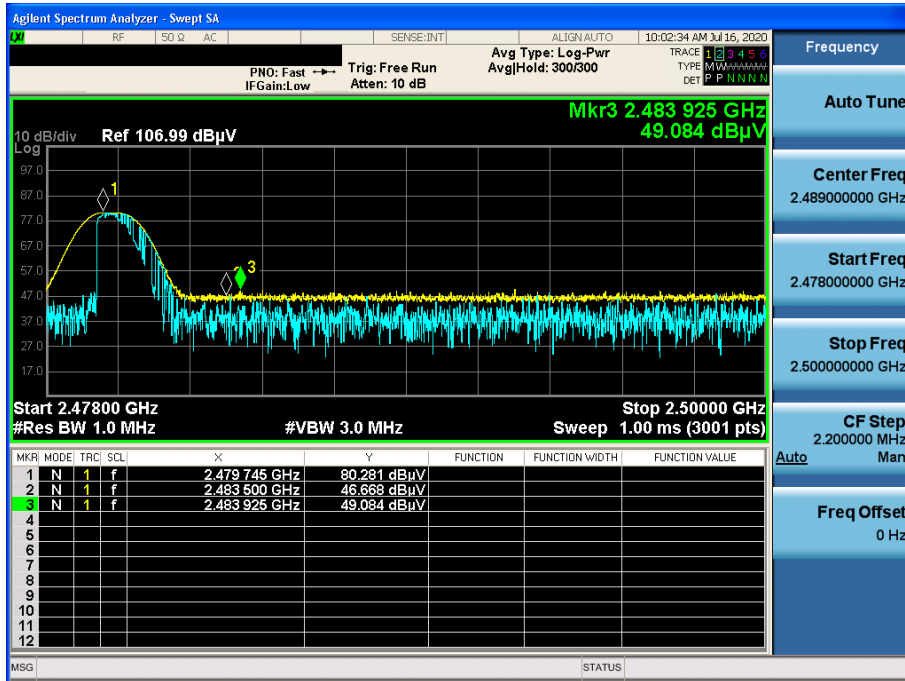 Agilent Spectrum Analyzer - Swept SA
LXI RF 50 Ω AC SENSE:INT ALIGN AUTO 10:02:34 AM Jul 16, 2020
Frequency
PNO: Fast Trig: Free Run Avg Type: Log-Pwr TRACE 1 2 3 4 5 6
IFGain:Low Atten: 10 dB Avg|Hold: 300/300 TYPE MWWWWW
DET P P N N N N
Auto Tune
Mkr3 2.483 925 GHz
10 dB/div Ref 106.99 dBµV 49.084 dBµV
Log
97.0
87.0
77.0
67.0
57.0
47.0
37.0
27.0
17.0
1
3
Center Freq
2.489000000 GHz
Start Freq
2.478000000 GHz
Stop Freq
2.500000000 GHz
Start 2.47800 GHz Stop 2.50000 GHz
#Res BW 1.0 MHz #VBW 3.0 MHz Sweep 1.00 ms (3001 pts)
CF Step
2.200000 MHz
Auto Man
Freq Offset
0 Hz
MKR MODE TRC SCL X Y FUNCTION FUNCTION WIDTH FUNCTION VALUE
1 N 1 f 2.479 745 GHz 80.281 dBµV
2 N 1 f 2.483 500 GHz 46.668 dBµV
3 N 1 f 2.483 925 GHz 49.084 dBµV
4
5
6
7
8
9
10
11
12
MSG STATUS